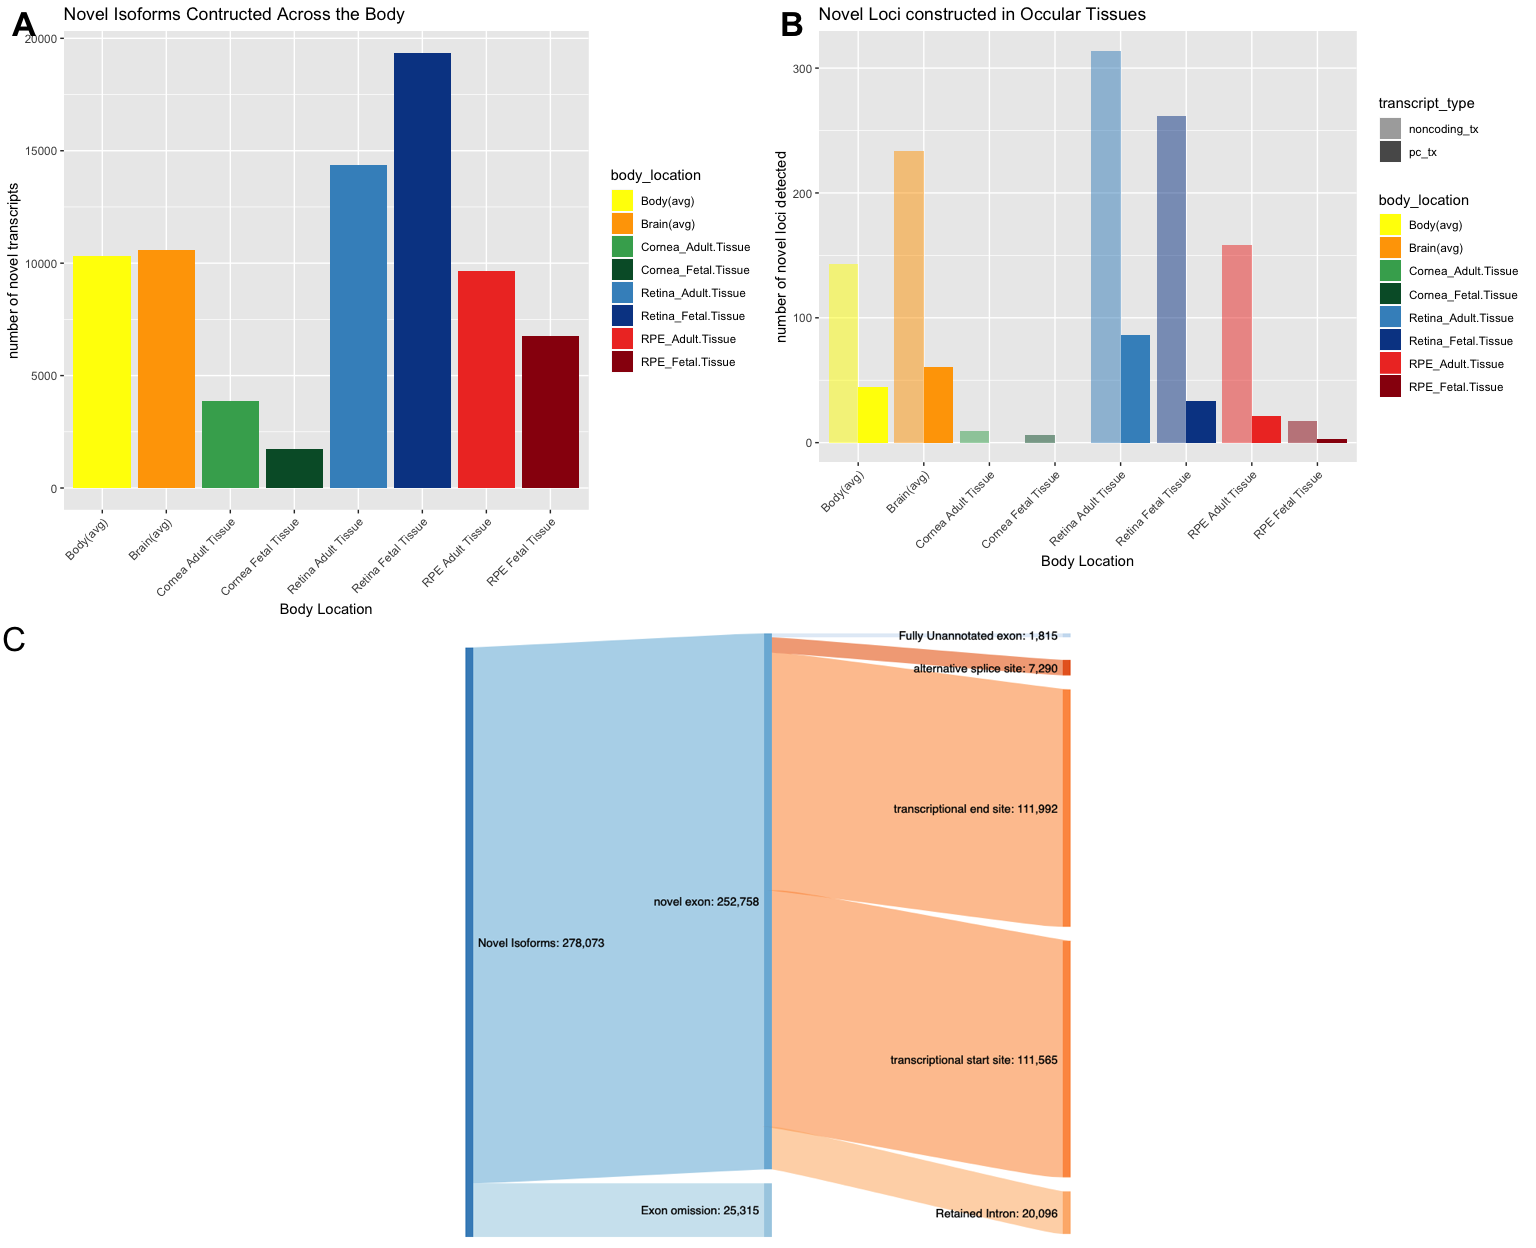 A
Novel Isoforms Contructed Across the Body
number of novel transcripts
20000
15000
10000
5000
0
Body(avg)
Brain(avg)
Cornea Adult Tissue
Cornea Fetal Tissue
Retina Adult Tissue
Retina Fetal Tissue
RPE Adult Tissue
RPE Fetal Tissue
Body Location
body_location
Body(avg)
Brain(avg)
Cornea_Adult.Tissue
Cornea_Fetal.Tissue
Retina_Adult.Tissue
Retina_Fetal.Tissue
RPE_Adult.Tissue
RPE_Fetal.Tissue
B
Novel Loci constructed in Occular Tissues
number of novel loci detected
300
200
100
0
Body(avg)
Brain(avg)
Cornea Adult Tissue
Cornea Fetal Tissue
Retina Adult Tissue
Retina Fetal Tissue
RPE Adult Tissue
RPE Fetal Tissue
Body Location
transcript_type
noncoding_tx
pc_tx
body_location
Body(avg)
Brain(avg)
Cornea_Adult.Tissue
Cornea_Fetal.Tissue
Retina_Adult.Tissue
Retina_Fetal.Tissue
RPE_Adult.Tissue
RPE_Fetal.Tissue
C
Novel Isoforms: 278,073
novel exon: 252,758
Exon omission: 25,315
Fully Unannotated exon: 1,815
alternative splice site: 7,290
transcriptional end site: 111,992
transcriptional start site: 111,565
Retained Intron: 20,096